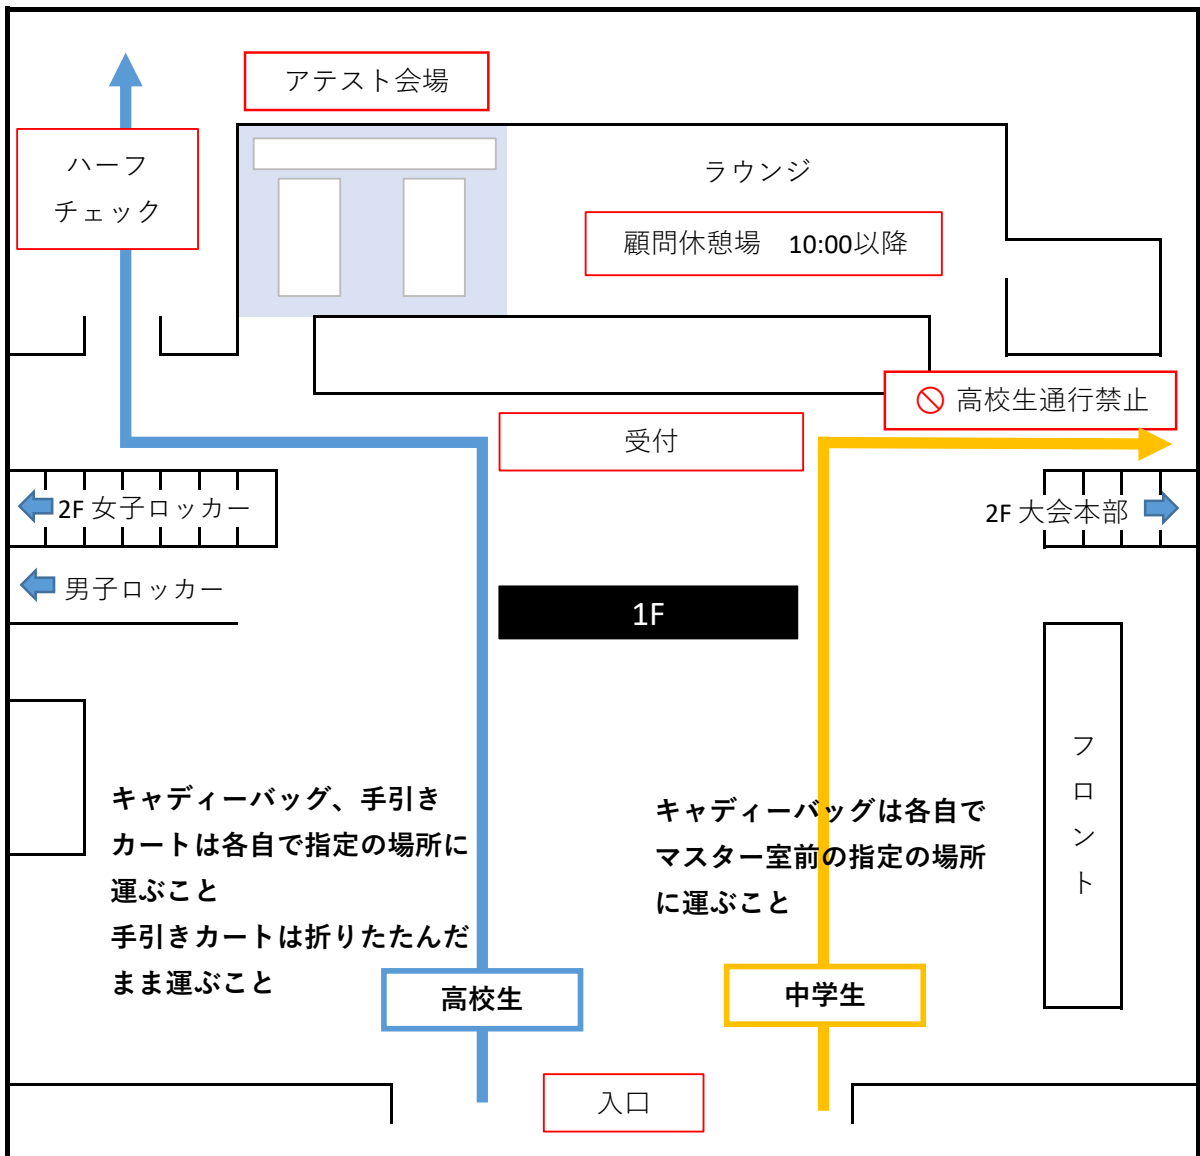 アテスト会場
ハーフ
チェック
ラウンジ
顧問休憩場　10:00以降
高校生通行禁止
受付
2F 女子ロッカー
2F 大会本部
男子ロッカー
1F
フロント
キャディーバッグ、手引き
カートは各自で指定の場所に
運ぶこと
手引きカートは折りたたんだ
まま運ぶこと
キャディーバッグは各自で
マスター室前の指定の場所
に運ぶこと
高校生
中学生
入口